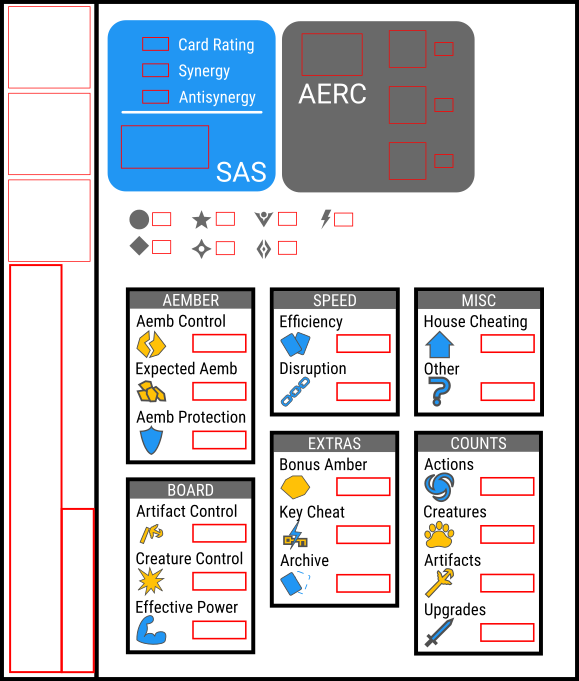 Card Rating
Synergy
Antisynergy
SAS
AERC
AEMBER
Aemb Control
Expected Aemb
Aemb Protection
SPEED
Efficiency
Disruption
MISC
House Cheating
Other
BOARD
Artifact Control
Creature Control
Effective Power
EXTRAS
Bonus Amber
Key Cheat
Archive
COUNTS
Actions
Creatures
Artifacts
Upgrades